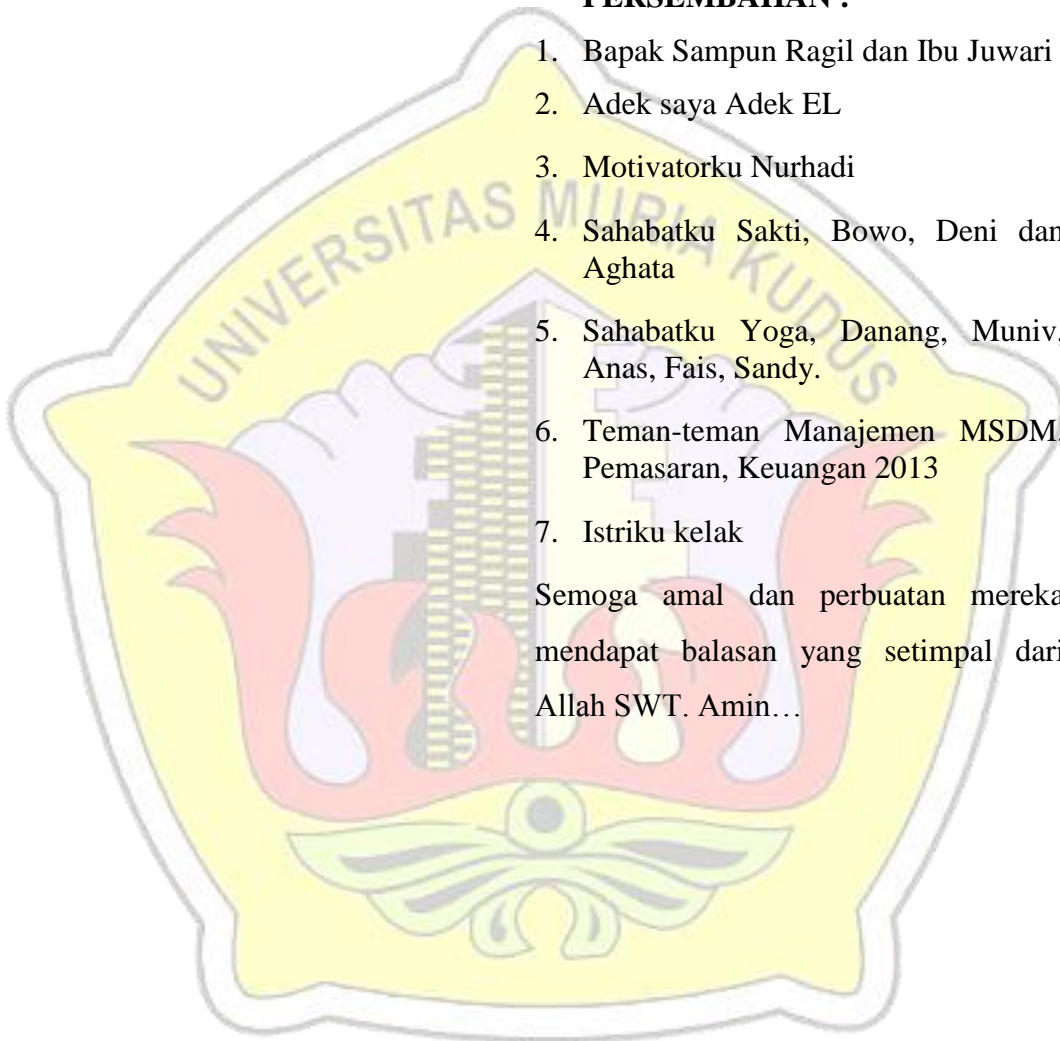 PERSEMBAHAN :
1. Bapak Sampun Ragil dan Ibu Juwari
2. Adek saya Adek EL
3. Motivatorku Nurhadi
4. Sahabatku Sakti, Bowo, Deni dan
Aghata
5. Sahabatku Yoga, Danang, Muniv,
Anas, Fais, Sandy.
6. Teman-teman Manajemen MSDM,
Pemasaran, Keuangan 2013
7. Istriku kelak
Semoga amal dan perbuatan mereka
mendapat balasan yang setimpal dari
Allah SWT. Amin…
UNIVERSITAS MURIA KUDUS